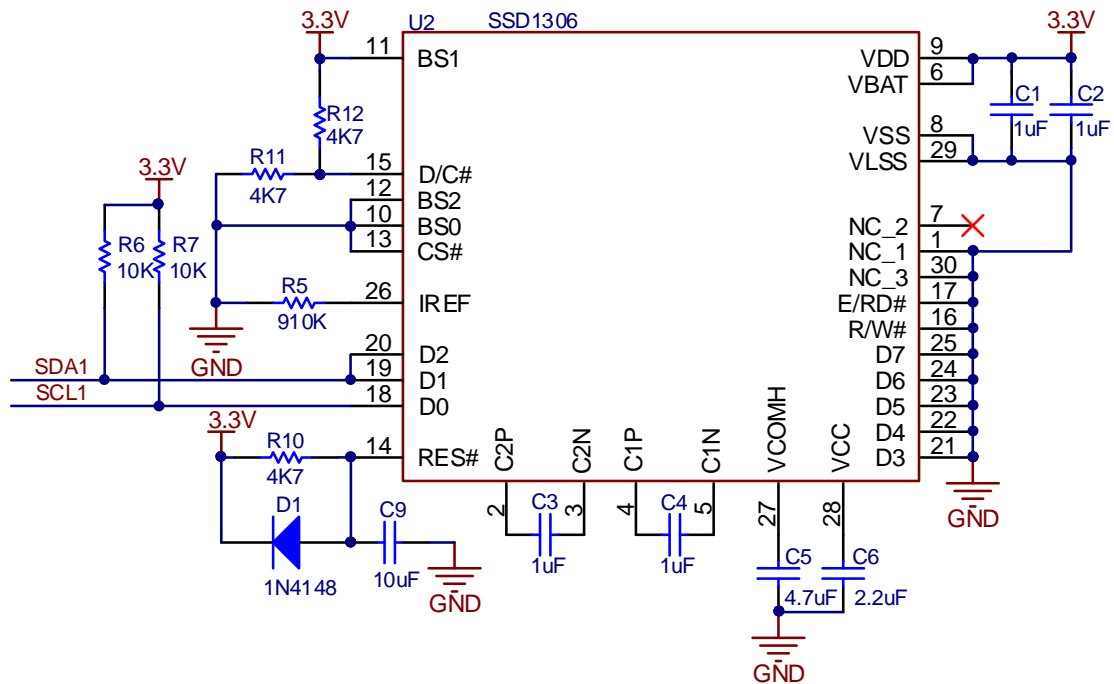 U2 SSD1306
3.3V
3.3V
11 BS1
VDD 9
VBAT 6
C1
1uF
C2
1uF
R12
4K7
VSS 8
VLSS 29
R11
4K7
15 D/C#
12 BS2
10 BS0
13 CS#
3.3V
R6
10K
R7
10K
NC_2 7
NC_1 1
NC_3 30
E/RD# 17
R/W# 16
D7 25
D6 24
D5 23
D4 22
D3 21
GND
R5
910K
26 IREF
GND
SDA1
SCL1
20 D2
19 D1
18 D0
3.3V
R10
4K7
14 RES#
D1
1N4148
C9
10uF
GND
C2P
C2N
C1P
C1N
VCOMH
VCC
2
3
4
5
27
28
C3
1uF
C4
1uF
C5
4.7uF
C6
2.2uF
GND